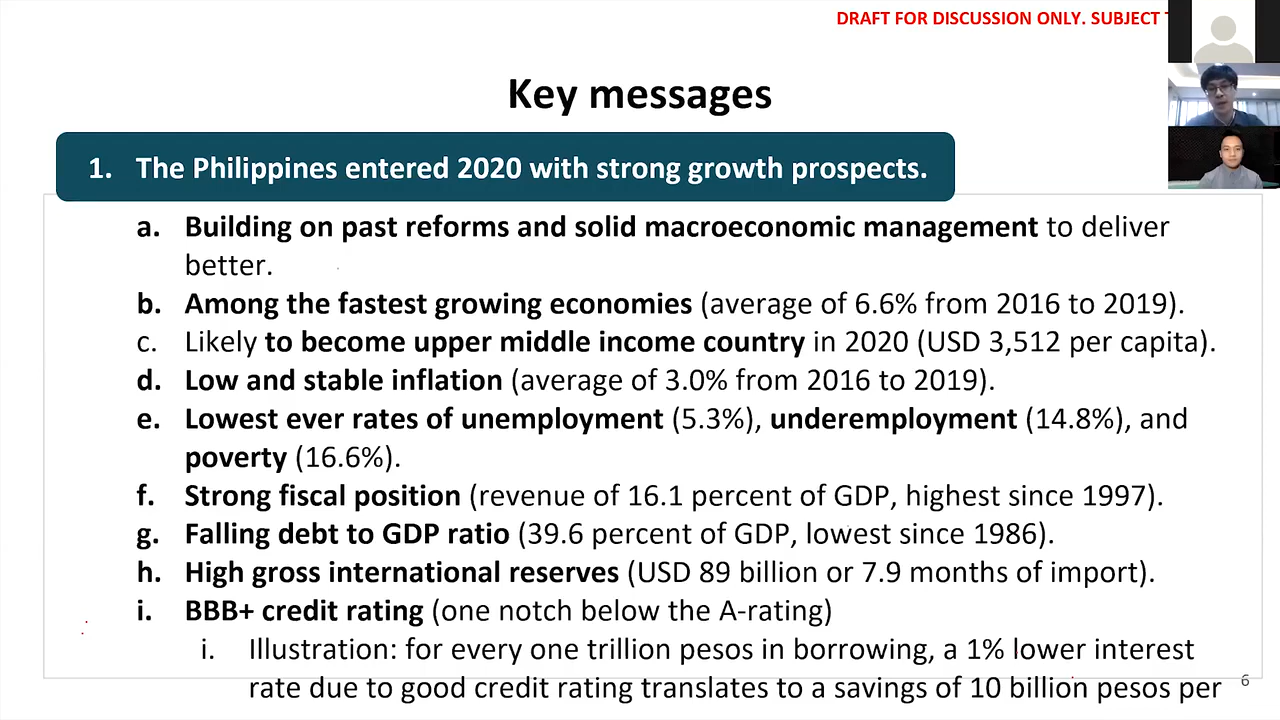 DRAFT FOR DISCUSSION ONLY. SUBJECT
Key messages
1. The Philippines entered 2020 with strong growth prospects.
a. Building on past reforms and solid macroeconomic management to deliver
better.
b. Among the fastest growing economies (average of 6.6% from 2016 to 2019).
c. Likely to become upper middle income country in 2020 (USD 3,512 per capita).
d. Low and stable inflation (average of 3.0% from 2016 to 2019).
e. Lowest ever rates of unemployment (5.3%), underemployment (14.8%), and
poverty (16.6%).
f. Strong fiscal position (revenue of 16.1 percent of GDP, highest since 1997).
g. Falling debt to GDP ratio (39.6 percent of GDP, lowest since 1986).
h. High gross international reserves (USD 89 billion or 7.9 months of import).
i. BBB+ credit rating (one notch below the A-rating)
i. Illustration: for every one trillion pesos in borrowing, a 1% lower interest
rate due to good credit rating translates to a savings of 10 billion pesos per
6